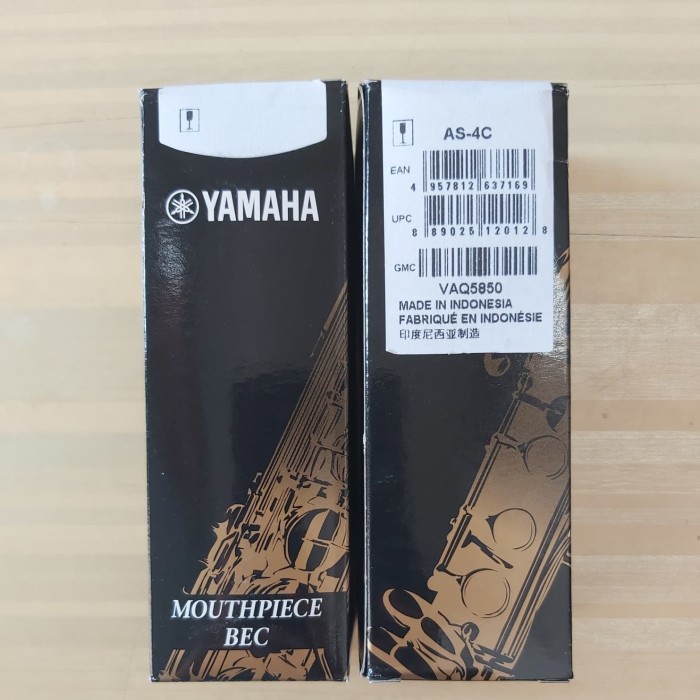 YAMAHA
MOUTHPIECE
BEC
AS-4C
EAN
4 957812 637169
UPC
8 89025 12012 8
GMC
VAQ5850
MADE IN INDONESIA
FABRIQUÉ EN INDONÉSIE
印度尼西亚制造